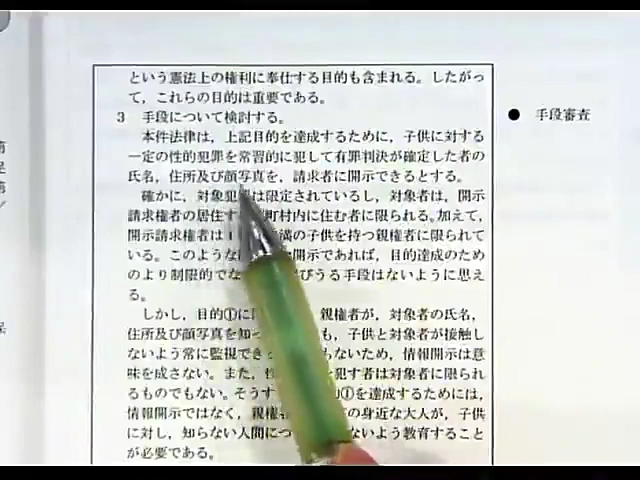 という憲法上の権利に奉仕する目的も含まれる。したがっ
て，これらの目的は重要である。
3 手段について検討する。
● 手段審査
本件法律は，上記目的を達成するために，子供に対する
一定の性的犯罪を常習的に犯して有罪判決が確定した者の
氏名，住所及び顔写真を，請求者に開示できるとする。
確かに，対象犯 は限定されているし，対象者は，開示
請求権者の居住す 町村内に住む者に限られる。加えて，
開示請求権者は 満の子供を持つ親権者に限られて
いる。このような 開示であれば，目的達成のため
のより制限的でな びうる手段はないように思え
る。
しかし，目的①に 親権者が，対象者の氏名，
住所及び顔写真を知っ も，子供と対象者が接触し
ないよう常に監視でき もないため，情報開示は意
味を成さない。また，性 犯す者は対象者に限られ
るものでもない。そうす ①を達成するためには，
情報開示ではなく，親権 の身近な大人が，子供
に対し，知らない人間につ ないよう教育すること
が必要である。